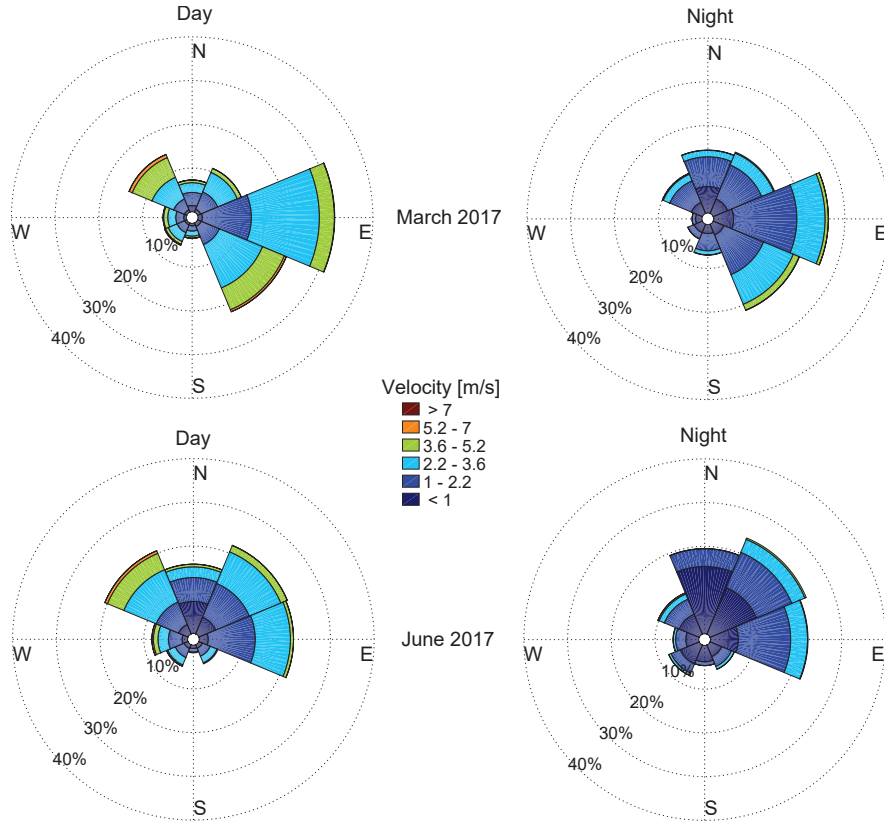 Day
N
W
E
S
10%
20%
30%
40%
Night
N
W
E
S
10%
20%
30%
40%
March 2017
Velocity [m/s]
> 7
5.2 - 7
3.6 - 5.2
2.2 - 3.6
1 - 2.2
< 1
Day
N
W
E
S
10%
20%
30%
40%
Night
N
W
E
S
10%
20%
30%
40%
June 2017